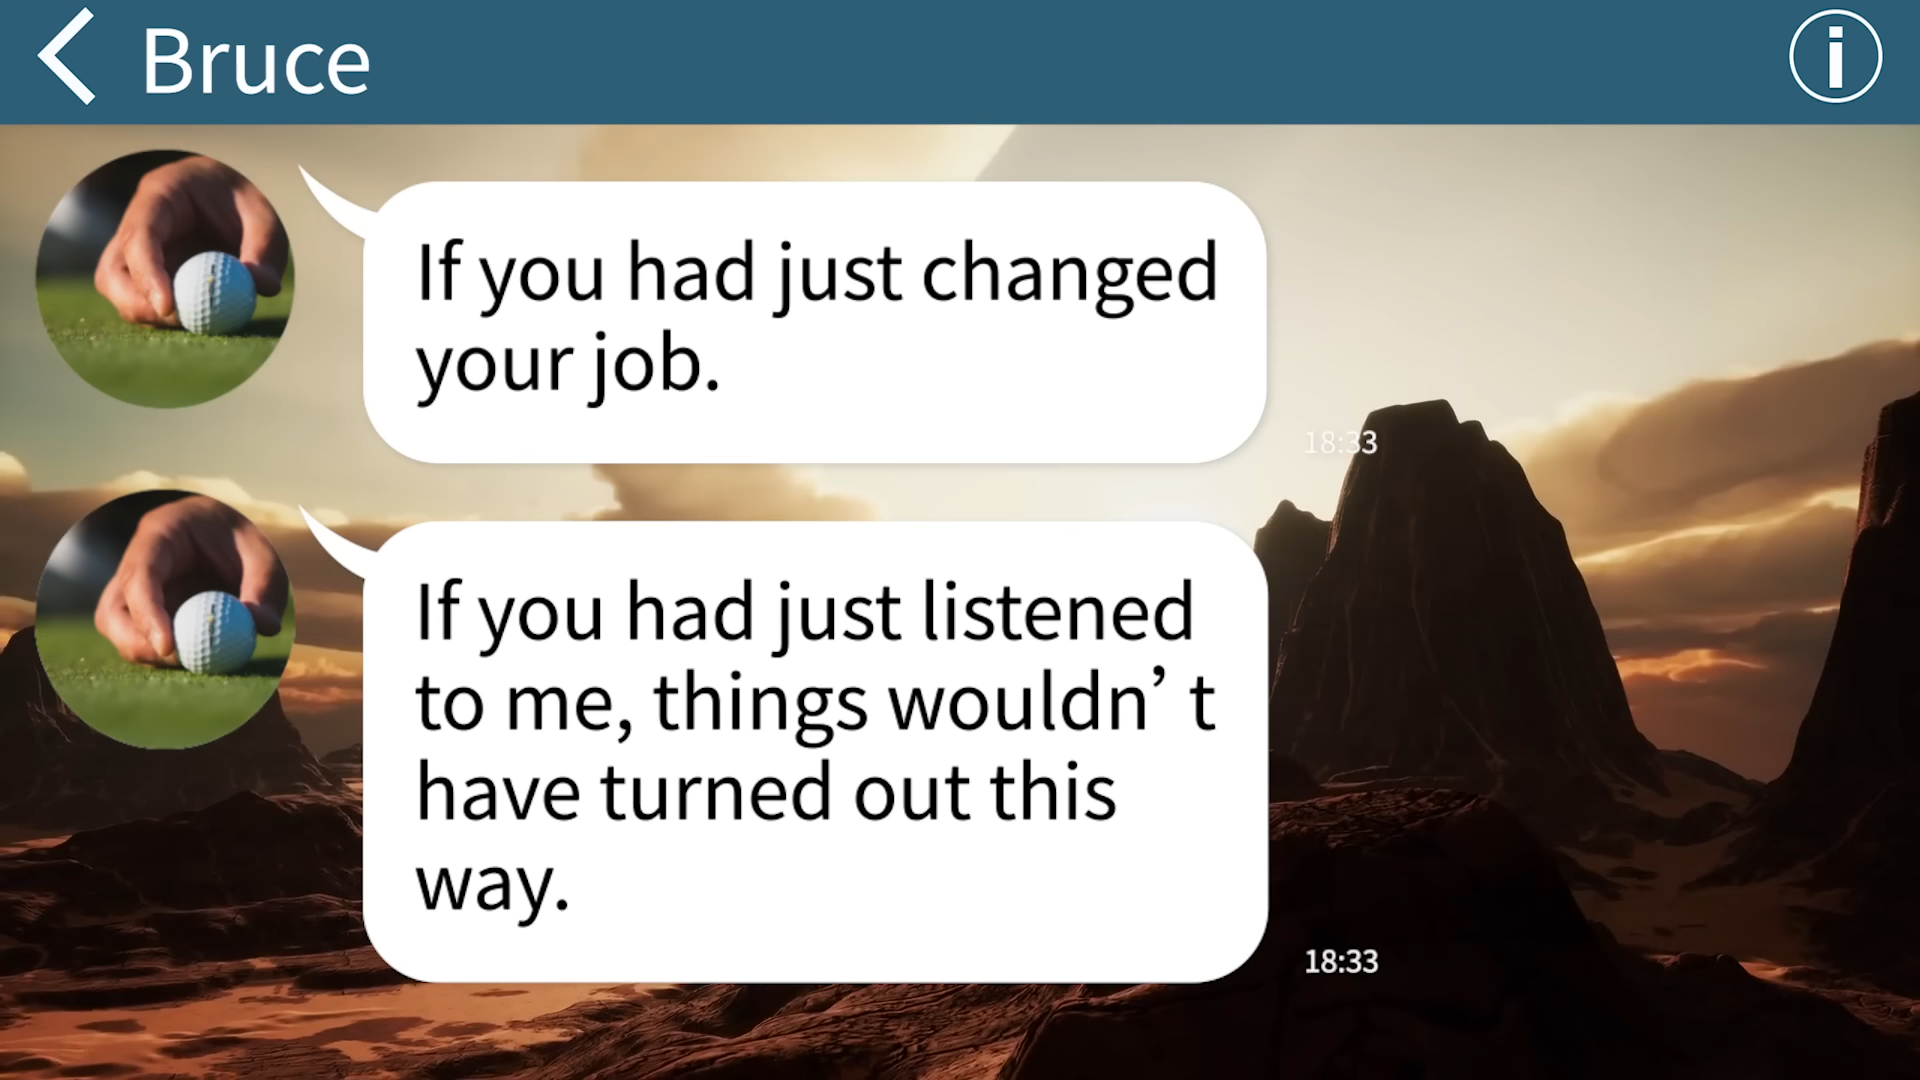 Bruce
If you had just changed
your job.
18:33
If you had just listened
to me, things wouldn’ t
have turned out this
way.
18:33